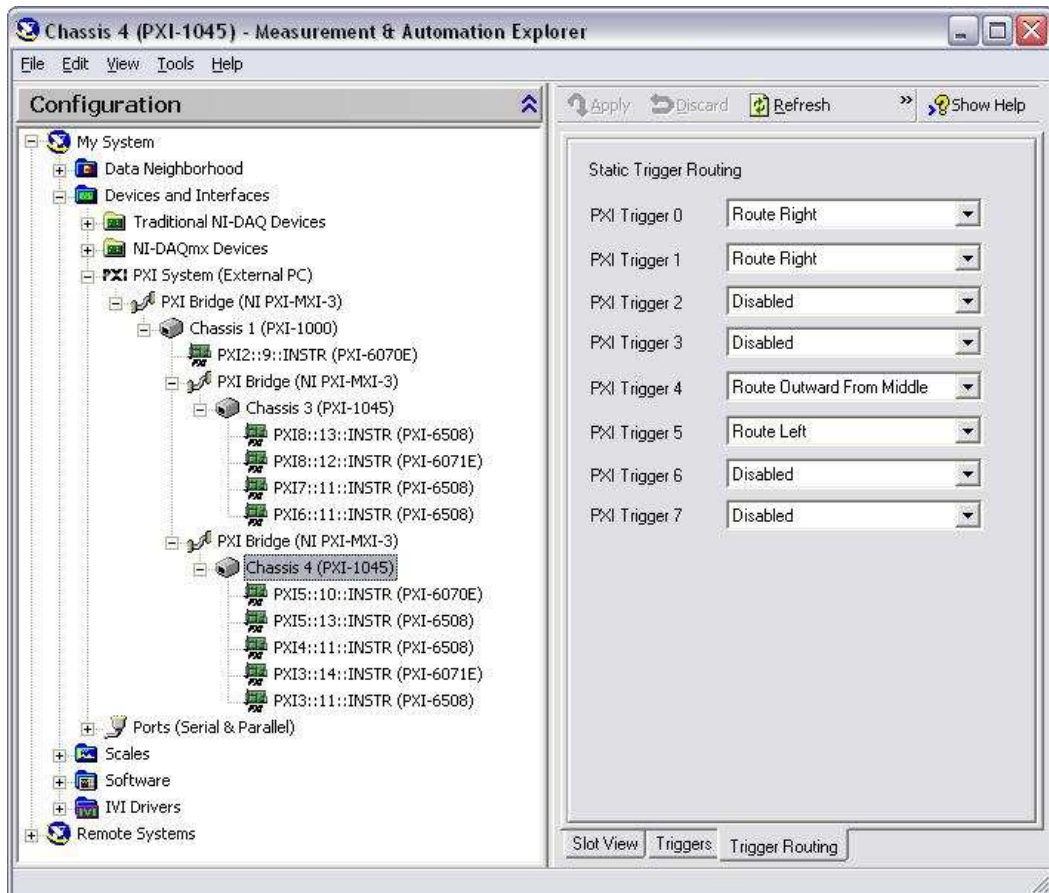 Chassis 4 (PXI-1045) - Measurement & Automation Explorer
File Edit View Tools Help
Configuration
My System
Data Neighborhood
Devices and Interfaces
Traditional NI-DAQ Devices
NI-DAQmx Devices
PXI PXI System (External PC)
PXI Bridge (NI PXI-MXI-3)
Chassis 1 (PXI-1000)
PXI2::9::INSTR (PXI-6070E)
PXI Bridge (NI PXI-MXI-3)
Chassis 3 (PXI-1045)
PXI8::13::INSTR (PXI-6508)
PXI8::12::INSTR (PXI-6071E)
PXI7::11::INSTR (PXI-6508)
PXI6::11::INSTR (PXI-6508)
PXI Bridge (NI PXI-MXI-3)
Chassis 4 (PXI-1045)
PXI5::10::INSTR (PXI-6070E)
PXI5::13::INSTR (PXI-6508)
PXI4::11::INSTR (PXI-6508)
PXI3::14::INSTR (PXI-6071E)
PXI3::11::INSTR (PXI-6508)
Ports (Serial & Parallel)
Scales
Software
IVI Drivers
Remote Systems
Apply Discard Refresh » Show Help
Static Trigger Routing
PXI Trigger 0 Route Right
PXI Trigger 1 Route Right
PXI Trigger 2 Disabled
PXI Trigger 3 Disabled
PXI Trigger 4 Route Outward From Middle
PXI Trigger 5 Route Left
PXI Trigger 6 Disabled
PXI Trigger 7 Disabled
Slot View Triggers Trigger Routing